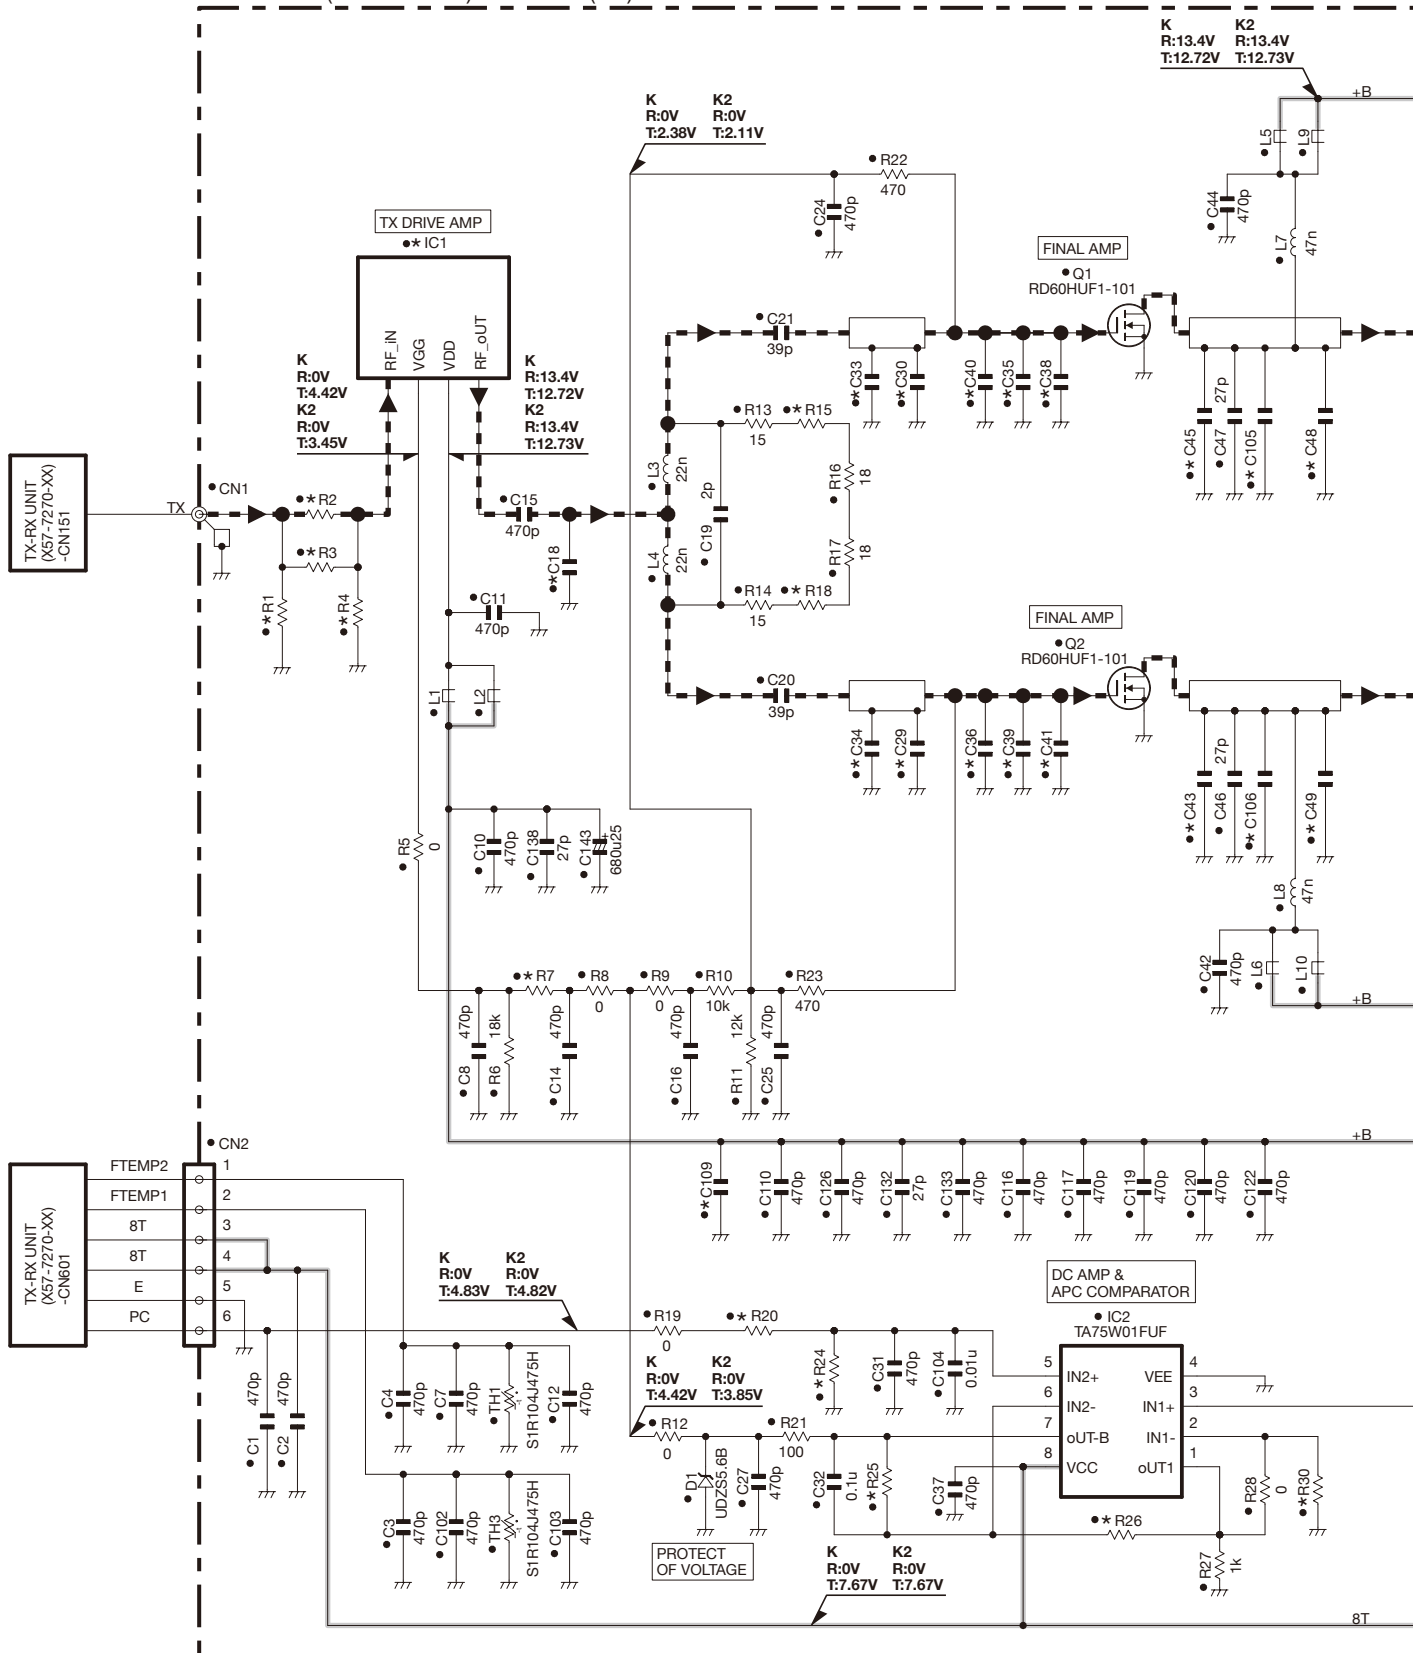 K K2
R:13.4V R:13.4V
T:12.72V T:12.73V
+B
L5
L9
C44
470p
L7
47n
K K2
R:0V R:0V
T:2.38V T:2.11V
R22
470
C24
470p
TX DRIVE AMP
* IC1
RF_iN
VGG
VDD
RF_oUT
K
R:0V
T:4.42V
K2
R:0V
T:3.45V
K
R:13.4V
T:12.72V
K2
R:13.4V
T:12.73V
FINAL AMP
Q1
RD60HUF1-101
C21
39p
*C33
*C30
*C40
*C35
*C38
*C45
27p
C47
*C105
*C48
R13
15
*R15
R16
18
R17
18
R14
15
*R18
L3
22n
L4
22n
2p
C19
TX-RX UNIT
(X57-7270-XX)
-CN151
TX
CN1
*R2
*R3
*R1
*R4
C15
470p
*C18
C11
470p
L1
L2
FINAL AMP
Q2
RD60HUF1-101
C20
39p
*C34
*C29
*C36
*C39
*C41
*C43
27p
C46
*C106
*C49
L8
47n
C42
470p
L6
L10
+B
R5
0
C10
470p
C138
27p
C143
680u25
+
*R7
R8
0
R9
0
R10
10k
R23
470
470p
C8
18k
R6
470p
C14
470p
C16
12k
R11
470p
C25
+B
*C109
C110
470p
C126
470p
C132
27p
C133
470p
C116
470p
C117
470p
C119
470p
C120
470p
C122
470p
TX-RX UNIT
(X57-7270-XX)
-CN601
CN2
FTEMP2 1
FTEMP1 2
8T 3
8T 4
E 5
PC 6
470p
C1
470p
C2
K K2
R:0V R:0V
T:4.83V T:4.82V
R19
0
*R20
C4
470p
C7
470p
TH1
S1R104J475H
C12
470p
C3
470p
C102
470p
TH3
S1R104J475H
C103
470p
K K2
R:0V R:0V
T:4.42V T:3.85V
R12
0
R21
100
D1
UDZS5.6B
C27
470p
PROTECT
OF VOLTAGE
*R24
C31
470p
C104
0.01u
C32
0.1u
*R25
C37
470p
DC AMP &
APC COMPARATOR
IC2
TA75W01FUF
5 IN2+ VEE 4
6 IN2- IN1+ 3
7 oUT-B IN1- 2
8 VCC oUT1 1
*R26
R28
0
*R30
R27
1k
K K2
R:0V R:0V
T:7.67V T:7.67V
8T